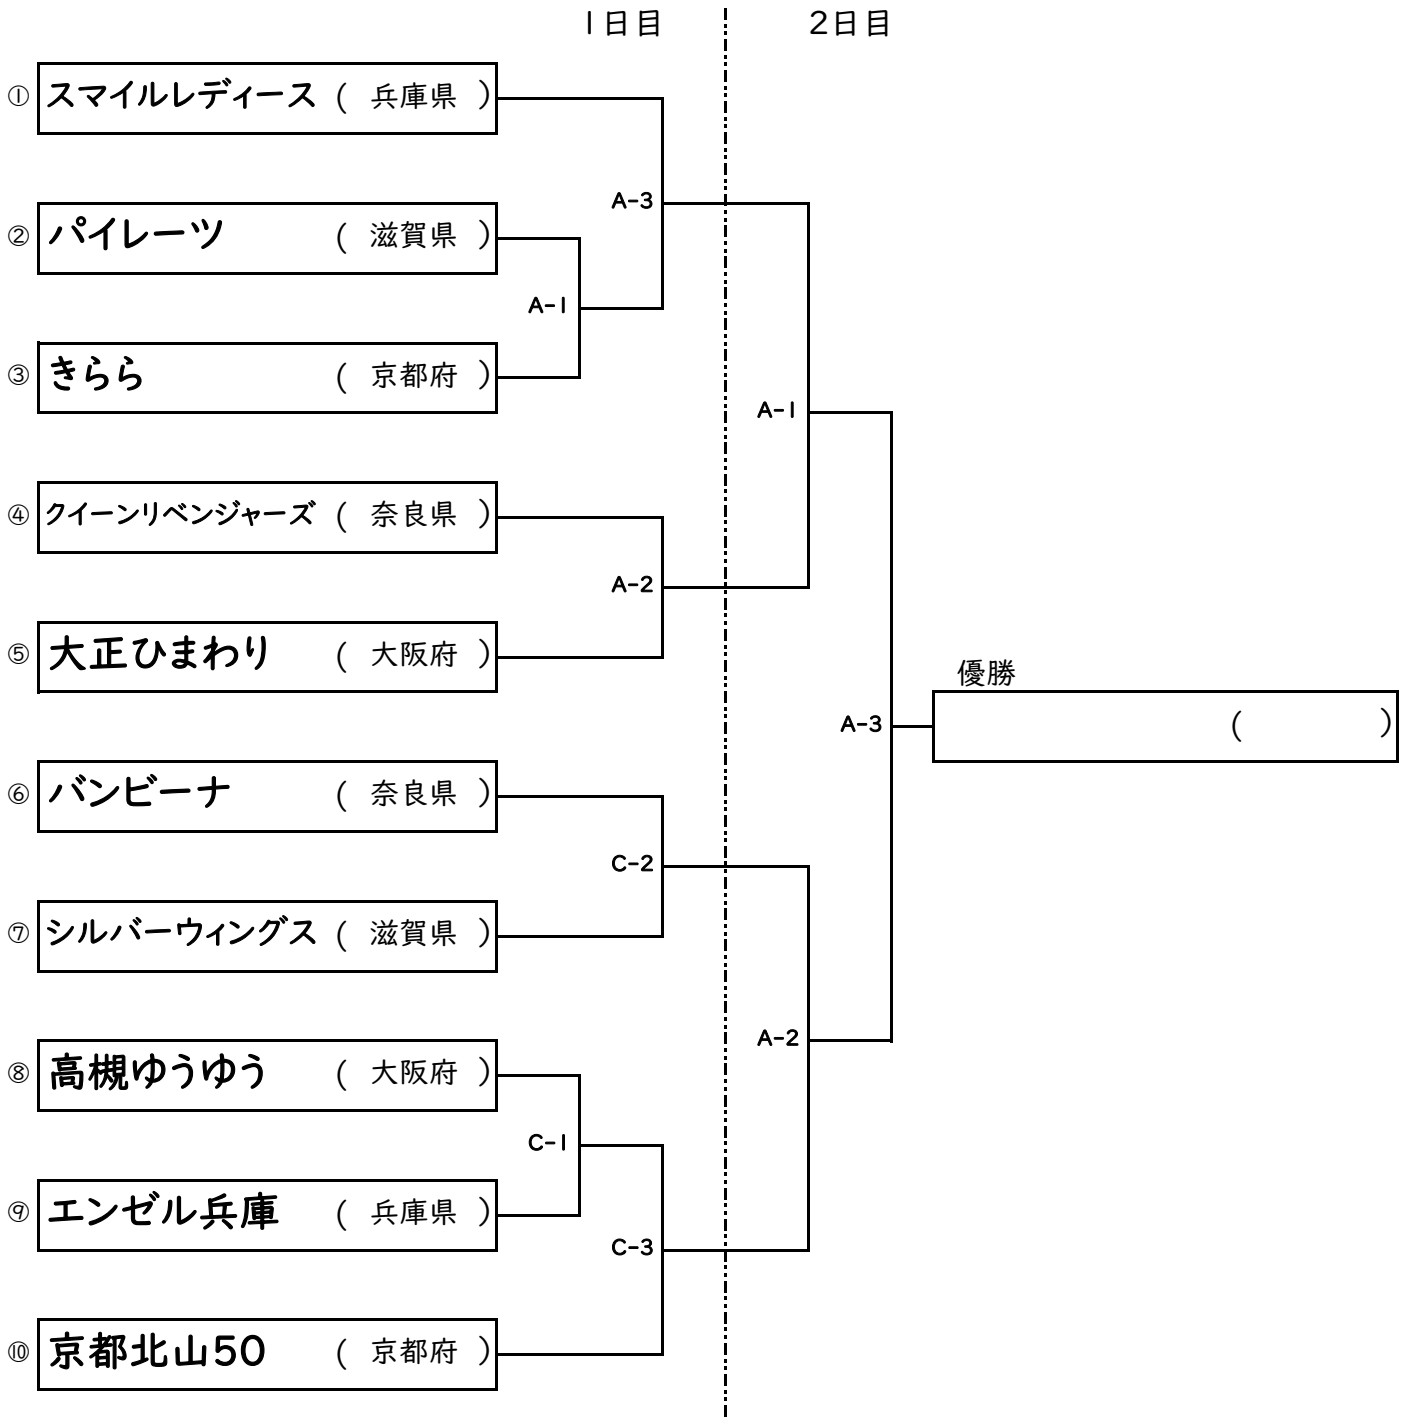 1日目
2日目
① スマイルレディース ( 兵庫県 )
A-3
② パイレーツ ( 滋賀県 )
A-1
③ きらら ( 京都府 )
A-1
④ クイーンリベンジャーズ ( 奈良県 )
A-2
⑤ 大正ひまわり ( 大阪府 )
優勝
A-3
( )
⑥ バンビーナ ( 奈良県 )
C-2
⑦ シルバーウィングス ( 滋賀県 )
A-2
⑧ 高槻ゆうゆう ( 大阪府 )
C-1
⑨ エンゼル兵庫 ( 兵庫県 )
C-3
⑩ 京都北山50 ( 京都府 )